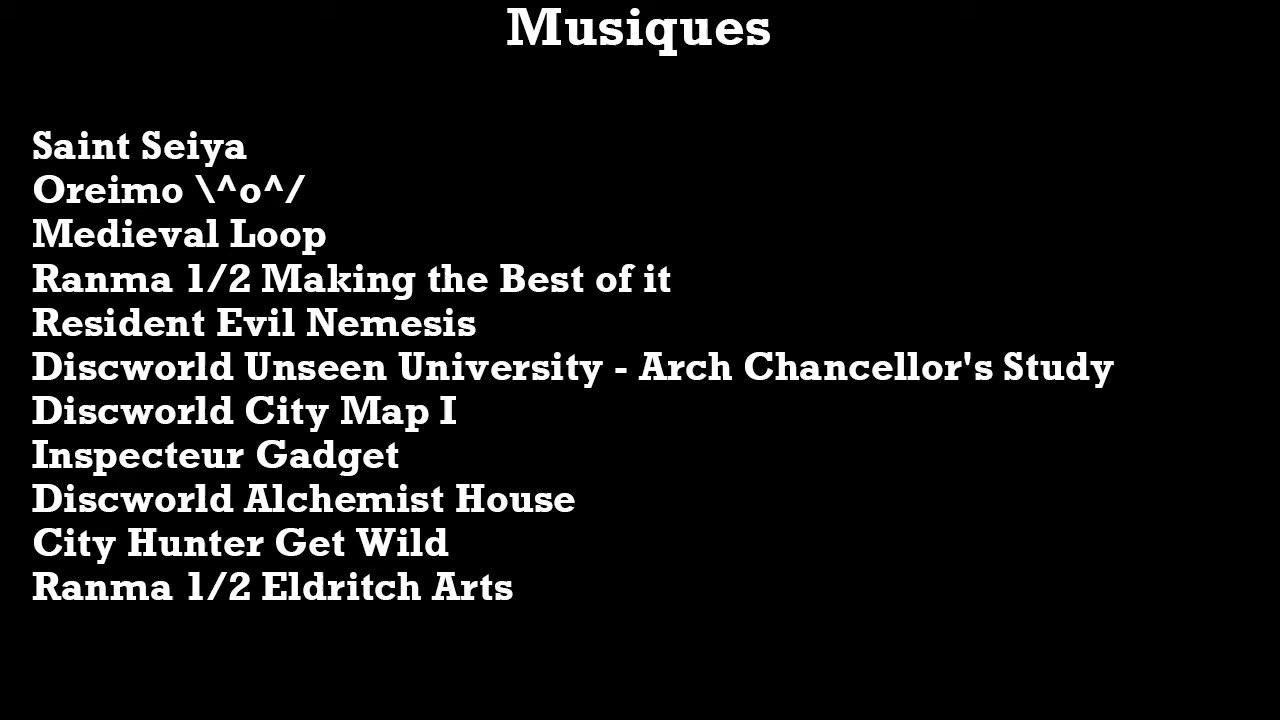 Musiques
Saint Seiya
Oreimo \^o^/
Medieval Loop
Ranma 1/2 Making the Best of it
Resident Evil Nemesis
Discworld Unseen University - Arch Chancellor's Study
Discworld City Map I
Inspecteur Gadget
Discworld Alchemist House
City Hunter Get Wild
Ranma 1/2 Eldritch Arts